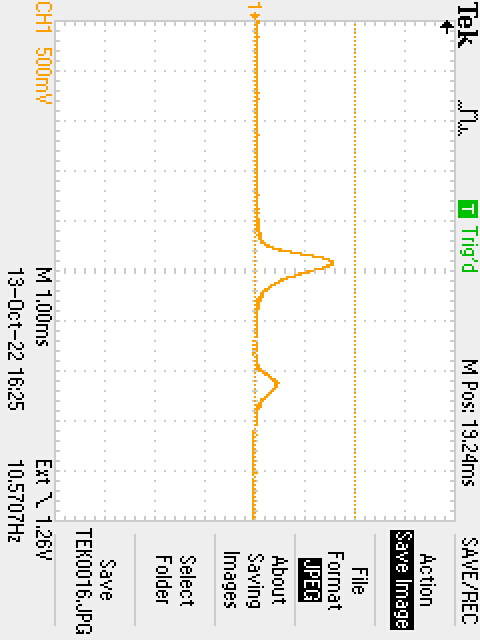 Tek
T Trig'd
M Pos: 19.24ms
SAVE/REC
1
Action
Save Image
File
Format
JPEG
About
Saving
Images
Select
Folder
Save
TEK0016.JPG
CH1 500mV
M 1.00ms
Ext \ 1.26V
13-Oct-22 16:25
10.5707Hz